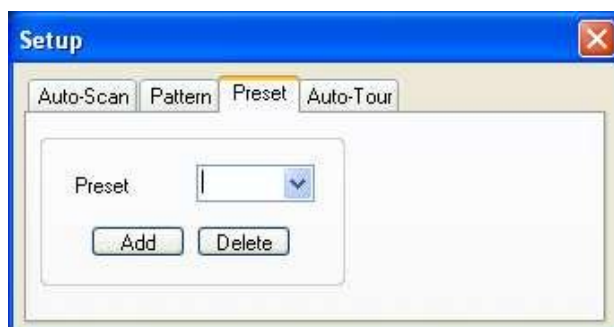 Setup
Auto-Scan Pattern Preset Auto-Tour
Preset
Add Delete